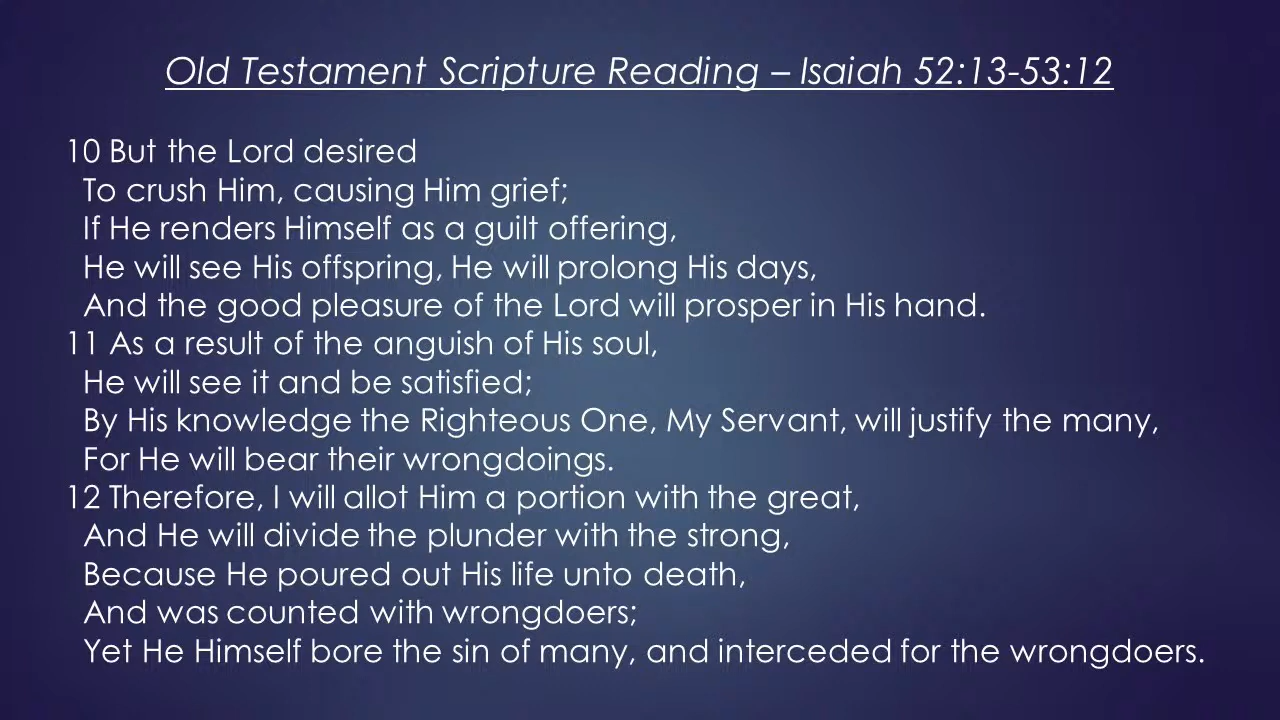 Old Testament Scripture Reading – Isaiah 52:13-53:12
10 But the Lord desired
To crush Him, causing Him grief;
If He renders Himself as a guilt offering,
He will see His offspring, He will prolong His days,
And the good pleasure of the Lord will prosper in His hand.
11 As a result of the anguish of His soul,
He will see it and be satisfied;
By His knowledge the Righteous One, My Servant, will justify the many,
For He will bear their wrongdoings.
12 Therefore, I will allot Him a portion with the great,
And He will divide the plunder with the strong,
Because He poured out His life unto death,
And was counted with wrongdoers;
Yet He Himself bore the sin of many, and interceded for the wrongdoers.